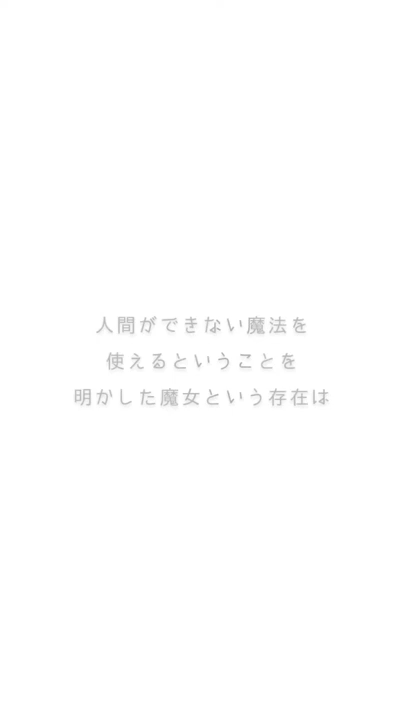 人間ができない魔法を
使えるということを
明かした魔女という存在は